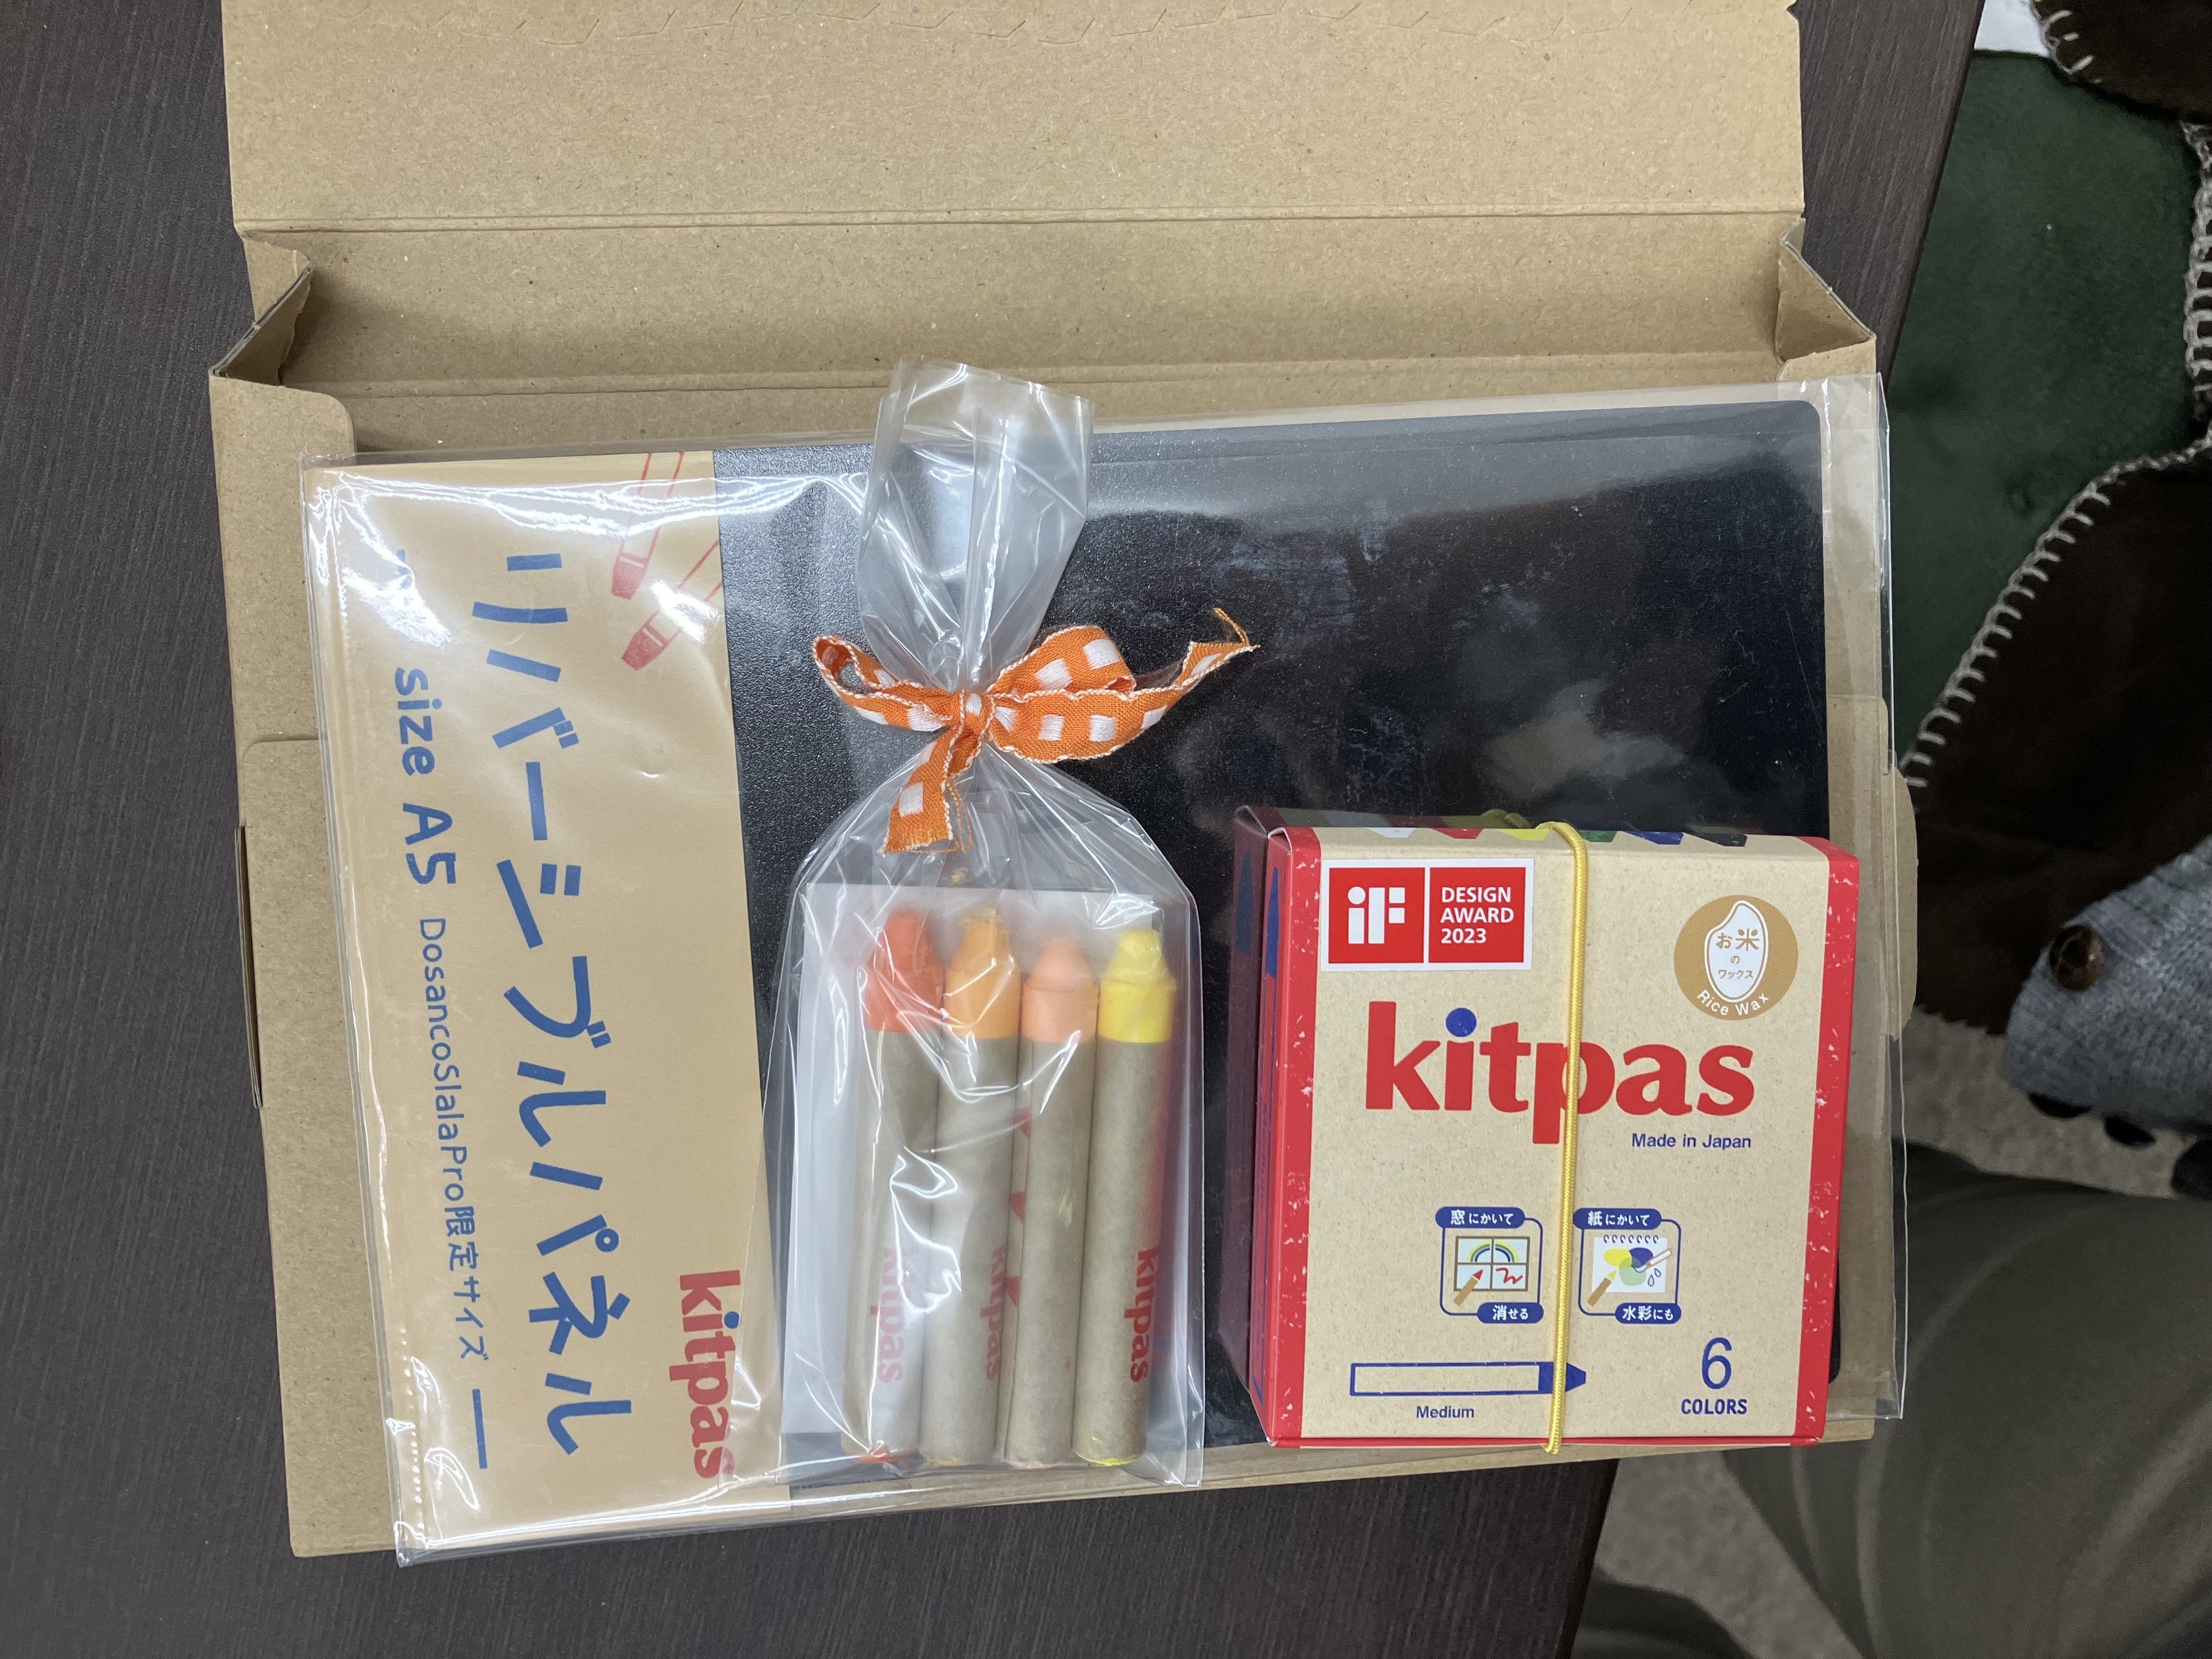 リバーシブルパネル
size A5 DosancoSlalaPro限定サイズ
kitpas
kitpas
kitpas
kitpas
iF
DESIGN
AWARD
2023
お米
の
ワックス
Rice Wax
kitpas
Made in Japan
窓にかいて
消せる
紙にかいて
水彩にも
Medium
6
COLORS